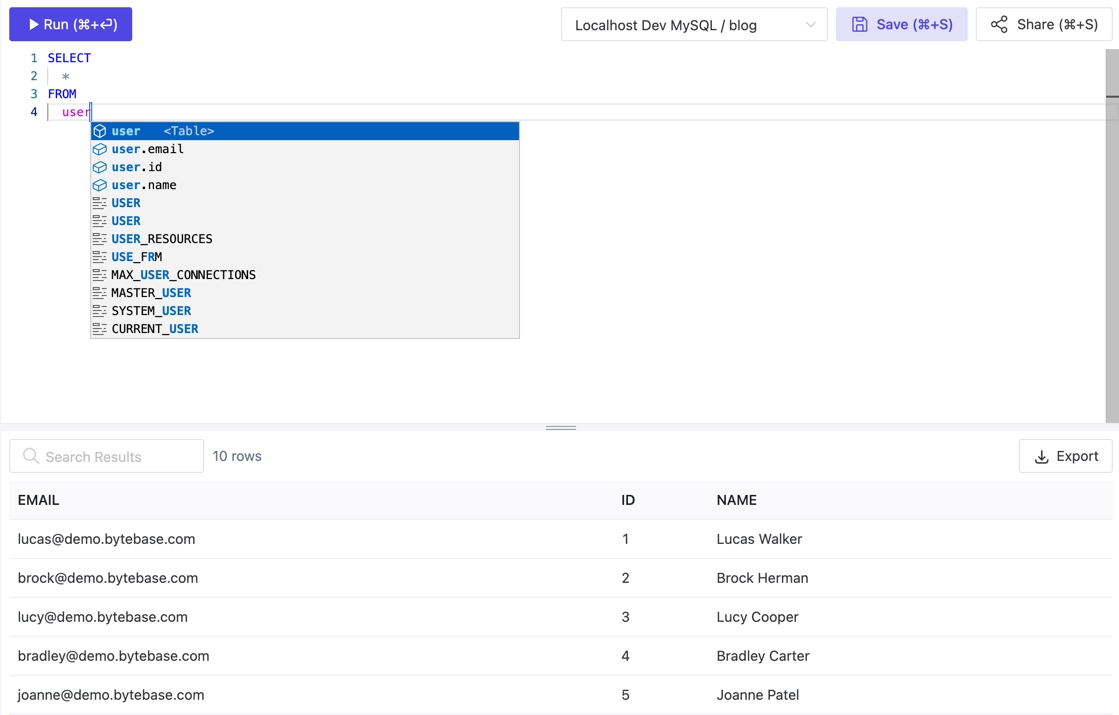 Run (⌘+⏎) Localhost Dev MySQL / blog Save (⌘+S) Share (⌘+S)
1 SELECT
2 *
3 FROM
4 user
user <Table>
user.email
user.id
user.name
USER
USER
USER_RESOURCES
USE_FRM
MAX_USER_CONNECTIONS
MASTER_USER
SYSTEM_USER
CURRENT_USER
Search Results 10 rows Export
EMAIL ID NAME
lucas@demo.bytebase.com 1 Lucas Walker
brock@demo.bytebase.com 2 Brock Herman
lucy@demo.bytebase.com 3 Lucy Cooper
bradley@demo.bytebase.com 4 Bradley Carter
joanne@demo.bytebase.com 5 Joanne Patel